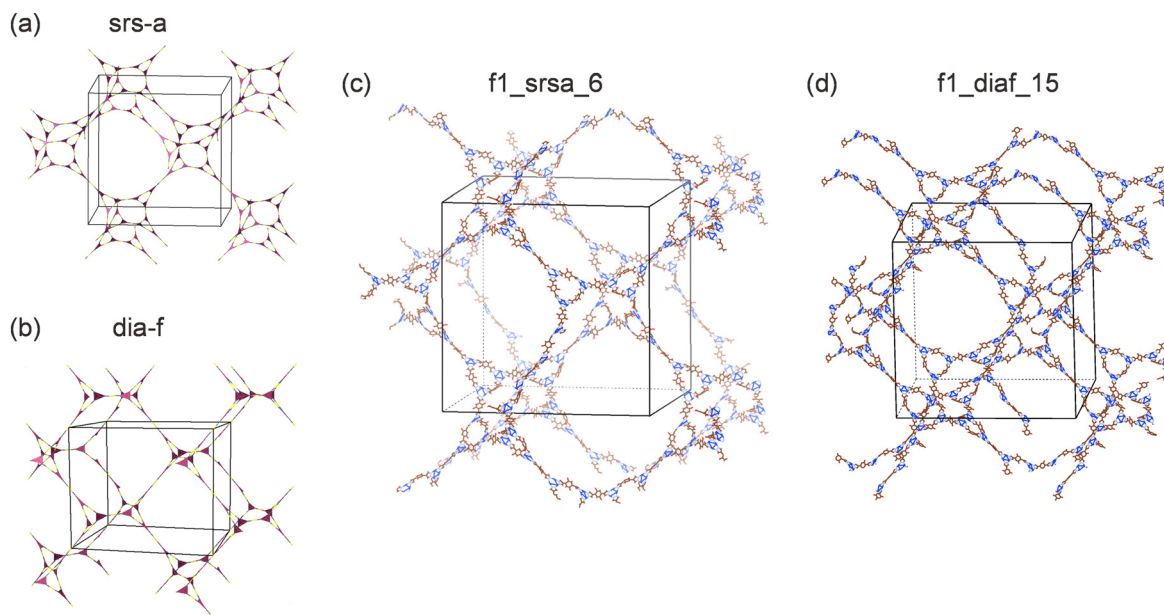 (a) srs-a
(b) dia-f
(c) f1_srsa_6
(d) f1_diaf_15